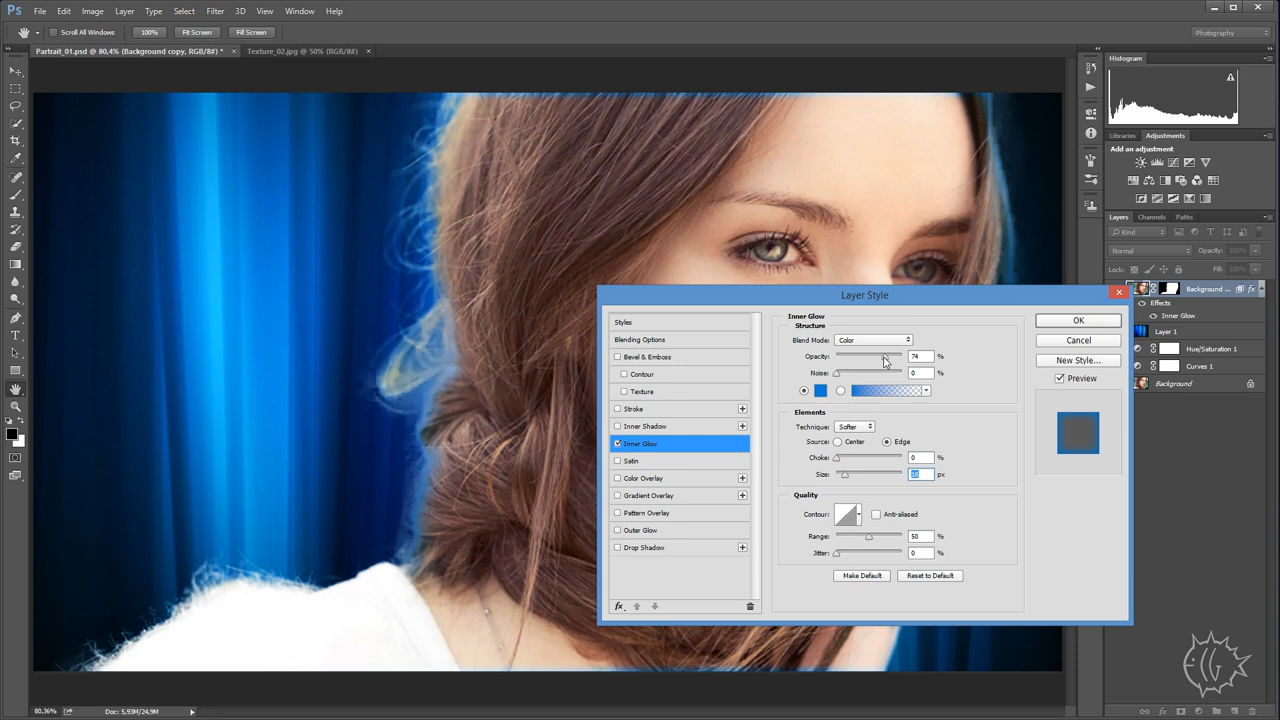 Ps File Edit Image Layer Type Select Filter 3D View Window Help
Scroll All Windows 100% Fit Screen Fill Screen Photography
Partrait_01.psd @ 80,4% (Background copy, RGB/8#) * × Texture_02.jpg @ 50% (RGB/8#) ×
Histogram
Libraries Adjustments
Add an adjustment
Layers Channels Paths
Kind
Normal Opacity: 100%
Lock: Fill: 100%
Background ... fx
Effects
Inner Glow
Layer 1
Hue/Saturation 1
Curves 1
Background
Layer Style
Styles
Blending Options
Bevel & Emboss
Contour
Texture
Stroke
Inner Shadow
Inner Glow
Satin
Color Overlay
Gradient Overlay
Pattern Overlay
Outer Glow
Drop Shadow
fx
Inner Glow
Structure
Blend Mode: Color
Opacity: 74 %
Noise: 0 %
Elements
Technique: Softer
Source: Center Edge
Choke: 0 %
Size: px
Quality
Contour: Anti-aliased
Range: 50 %
Jitter: 0 %
Make Default Reset to Default
OK
Cancel
New Style...
Preview
80,36% Doc: 5,93M/24,9M